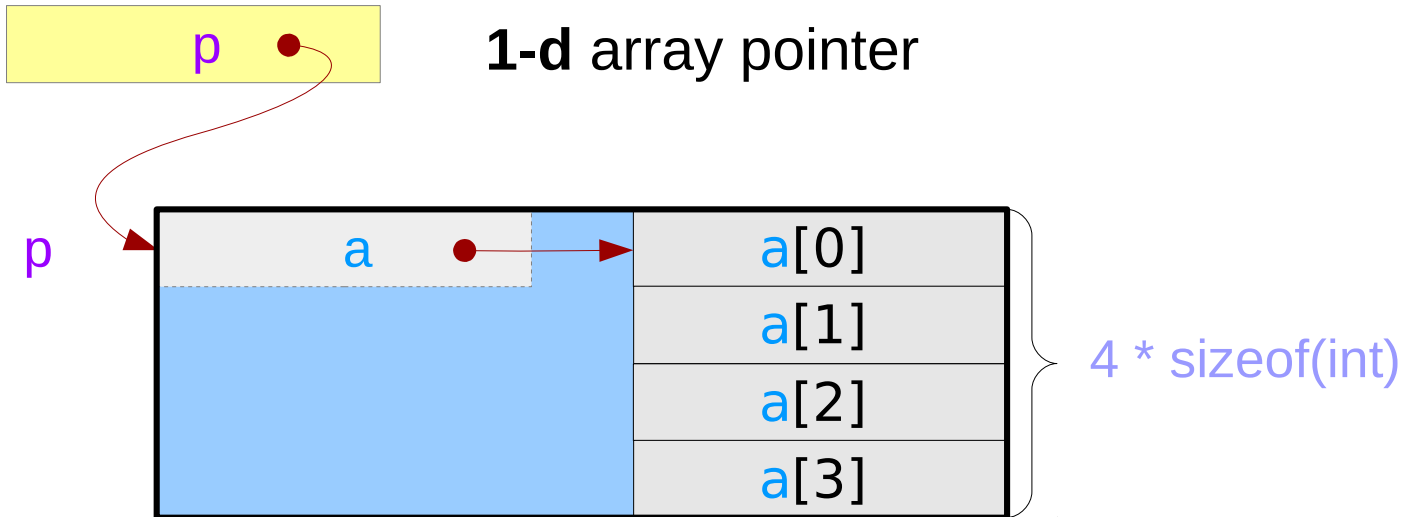 p
1-d array pointer
p
a
a[0]
a[1]
a[2]
a[3]
4 * sizeof(int)